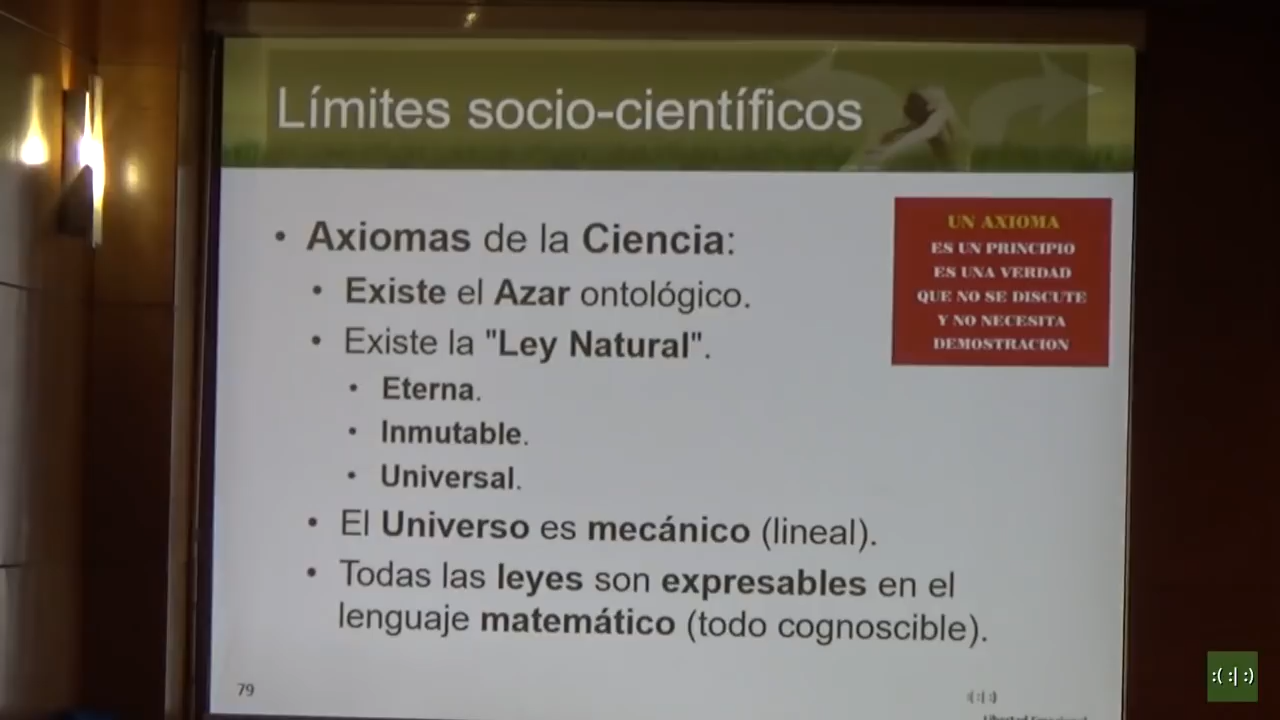 Límites socio-científicos
• Axiomas de la Ciencia:
• Existe el Azar ontológico.
• Existe la "Ley Natural".
• Eterna.
• Inmutable.
• Universal.
• El Universo es mecánico (lineal).
• Todas las leyes son expresables en el
lenguaje matemático (todo cognoscible).
UN AXIOMA
ES UN PRINCIPIO
ES UNA VERDAD
QUE NO SE DISCUTE
Y NO NECESITA
DEMOSTRACION
79
:( :| :)
:( :| :)